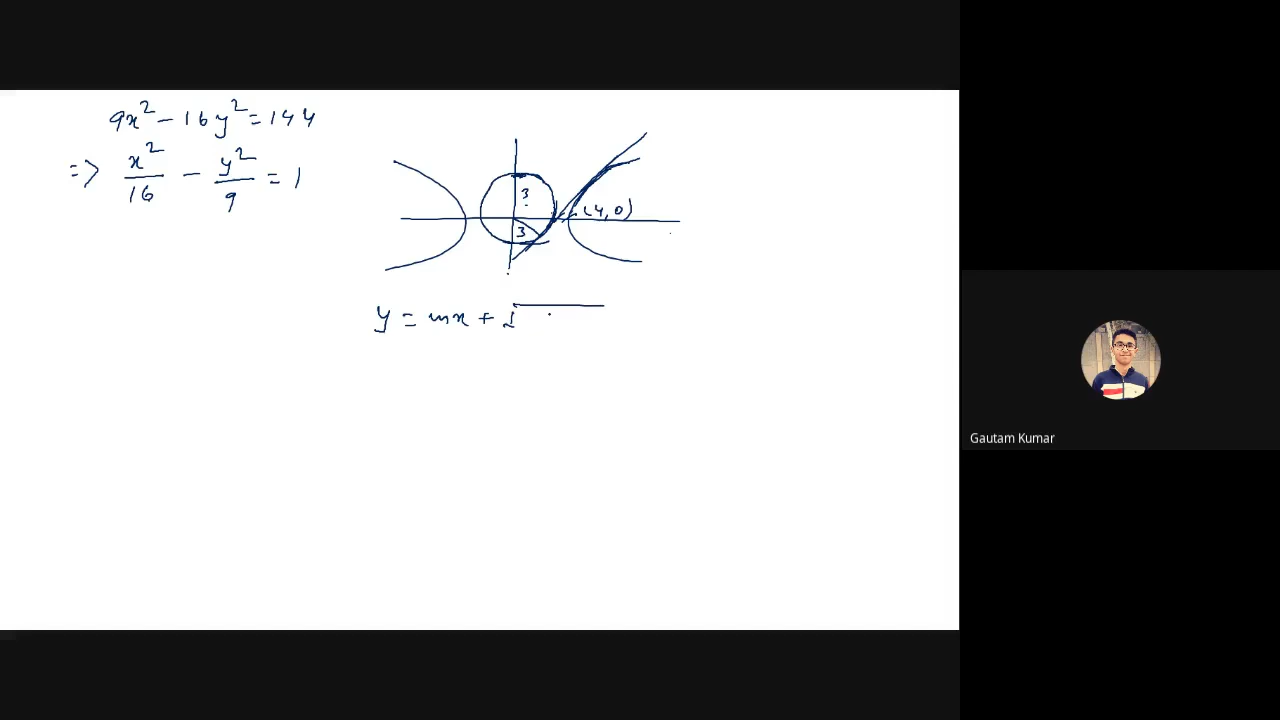 9x² - 16y² = 144
=> x²/16 - y²/9 = 1
3
(4,0)
3
y = mx + √
Gautam Kumar